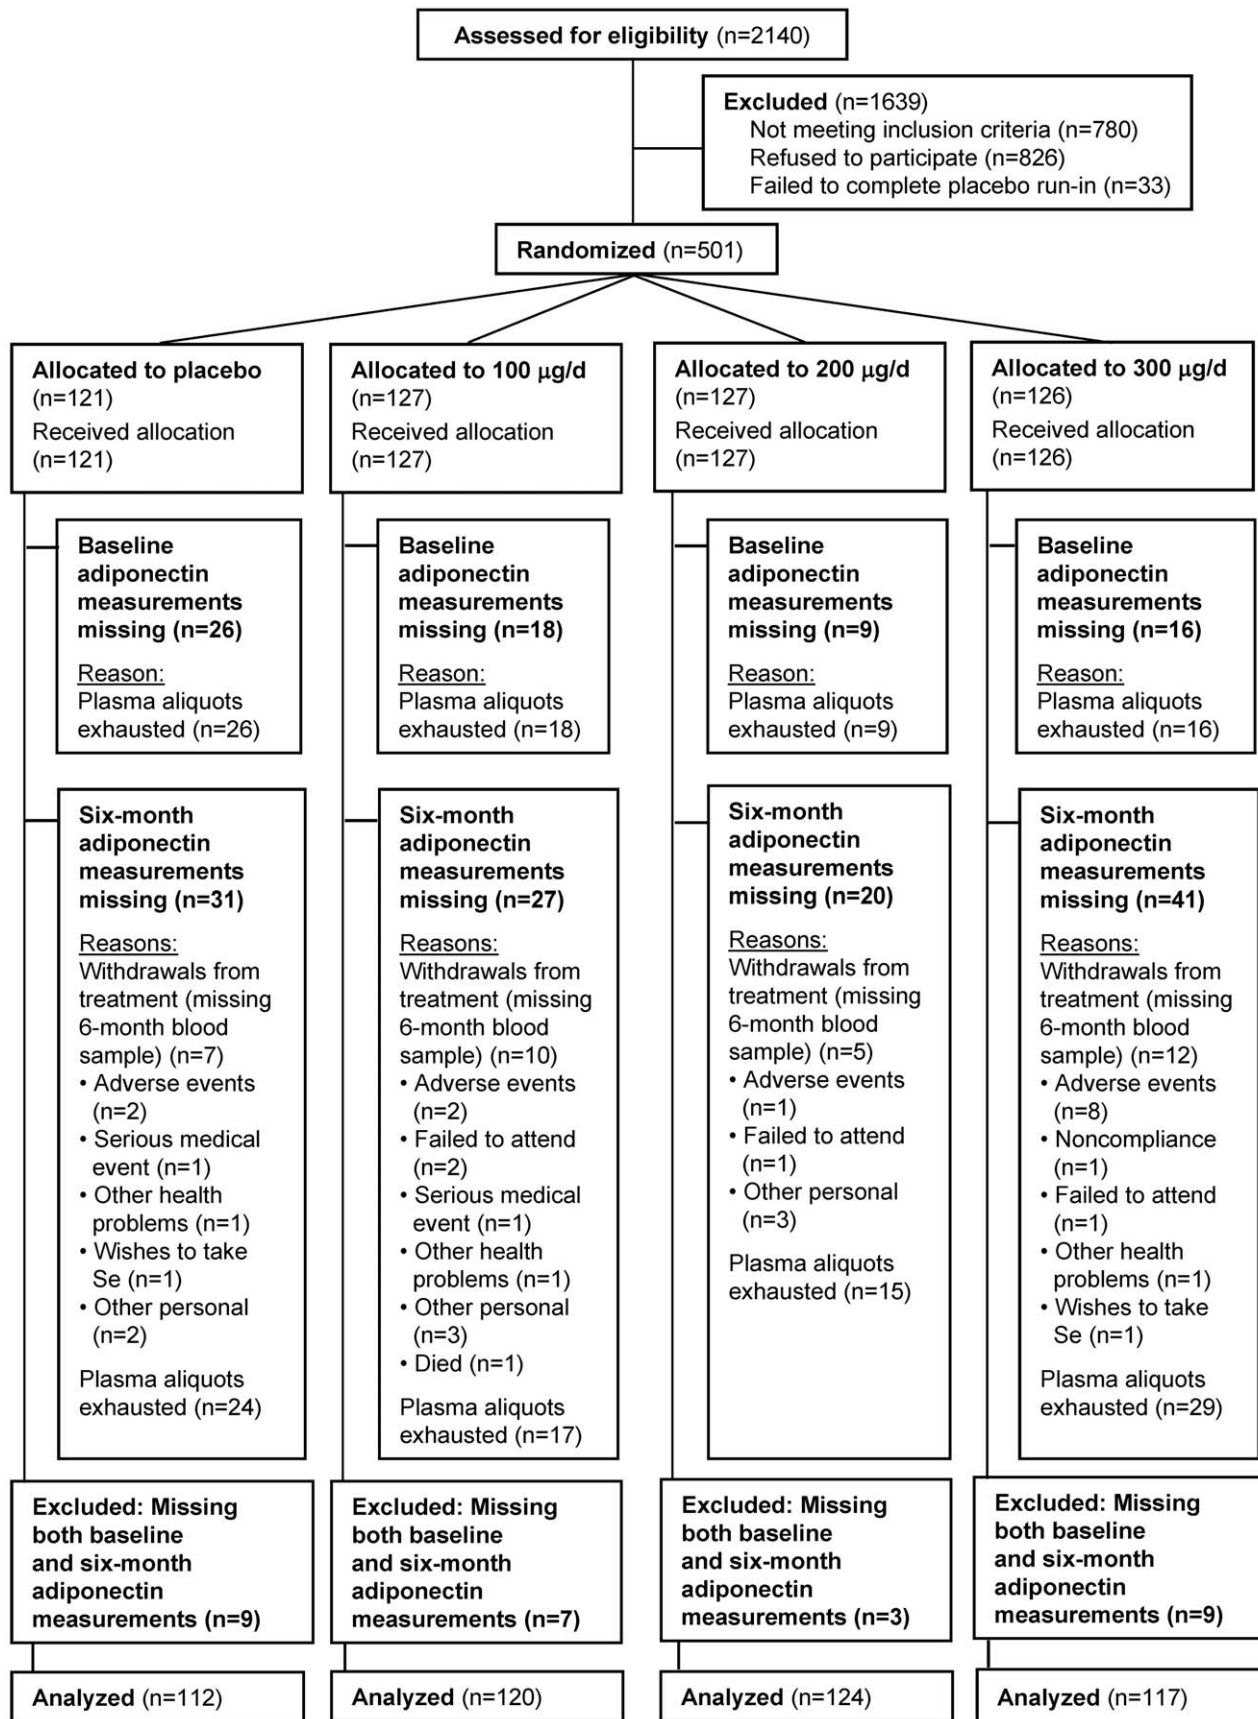 Assessed for eligibility (n=2140)
Excluded (n=1639)
Not meeting inclusion criteria (n=780)
Refused to participate (n=826)
Failed to complete placebo run-in (n=33)
Randomized (n=501)
Allocated to placebo
(n=121)
Received allocation
(n=121)
Allocated to 100 μg/d
(n=127)
Received allocation
(n=127)
Allocated to 200 μg/d
(n=127)
Received allocation
(n=127)
Allocated to 300 μg/d
(n=126)
Received allocation
(n=126)
Baseline
adiponectin
measurements
missing (n=26)
Reason:
Plasma aliquots
exhausted (n=26)
Baseline
adiponectin
measurements
missing (n=18)
Reason:
Plasma aliquots
exhausted (n=18)
Baseline
adiponectin
measurements
missing (n=9)
Reason:
Plasma aliquots
exhausted (n=9)
Baseline
adiponectin
measurements
missing (n=16)
Reason:
Plasma aliquots
exhausted (n=16)
Six-month
adiponectin
measurements
missing (n=31)
Reasons:
Withdrawals from
treatment (missing
6-month blood
sample) (n=7)
• Adverse events
(n=2)
• Serious medical
event (n=1)
• Other health
problems (n=1)
• Wishes to take
Se (n=1)
• Other personal
(n=2)
Plasma aliquots
exhausted (n=24)
Six-month
adiponectin
measurements
missing (n=27)
Reasons:
Withdrawals from
treatment (missing
6-month blood
sample) (n=10)
• Adverse events
(n=2)
• Failed to attend
(n=2)
• Serious medical
event (n=1)
• Other health
problems (n=1)
• Other personal
(n=3)
• Died (n=1)
Plasma aliquots
exhausted (n=17)
Six-month
adiponectin
measurements
missing (n=20)
Reasons:
Withdrawals from
treatment (missing
6-month blood
sample) (n=5)
• Adverse events
(n=1)
• Failed to attend
(n=1)
• Other personal
(n=3)
Plasma aliquots
exhausted (n=15)
Six-month
adiponectin
measurements
missing (n=41)
Reasons:
Withdrawals from
treatment (missing
6-month blood
sample) (n=12)
• Adverse events
(n=8)
• Noncompliance
(n=1)
• Failed to attend
(n=1)
• Other health
problems (n=1)
• Wishes to take
Se (n=1)
Plasma aliquots
exhausted (n=29)
Excluded: Missing
both baseline
and six-month
adiponectin
measurements (n=9)
Excluded: Missing
both baseline
and six-month
adiponectin
measurements (n=7)
Excluded: Missing
both baseline
and six-month
adiponectin
measurements (n=3)
Excluded: Missing
both baseline
and six-month
adiponectin
measurements (n=9)
Analyzed (n=112)
Analyzed (n=120)
Analyzed (n=124)
Analyzed (n=117)